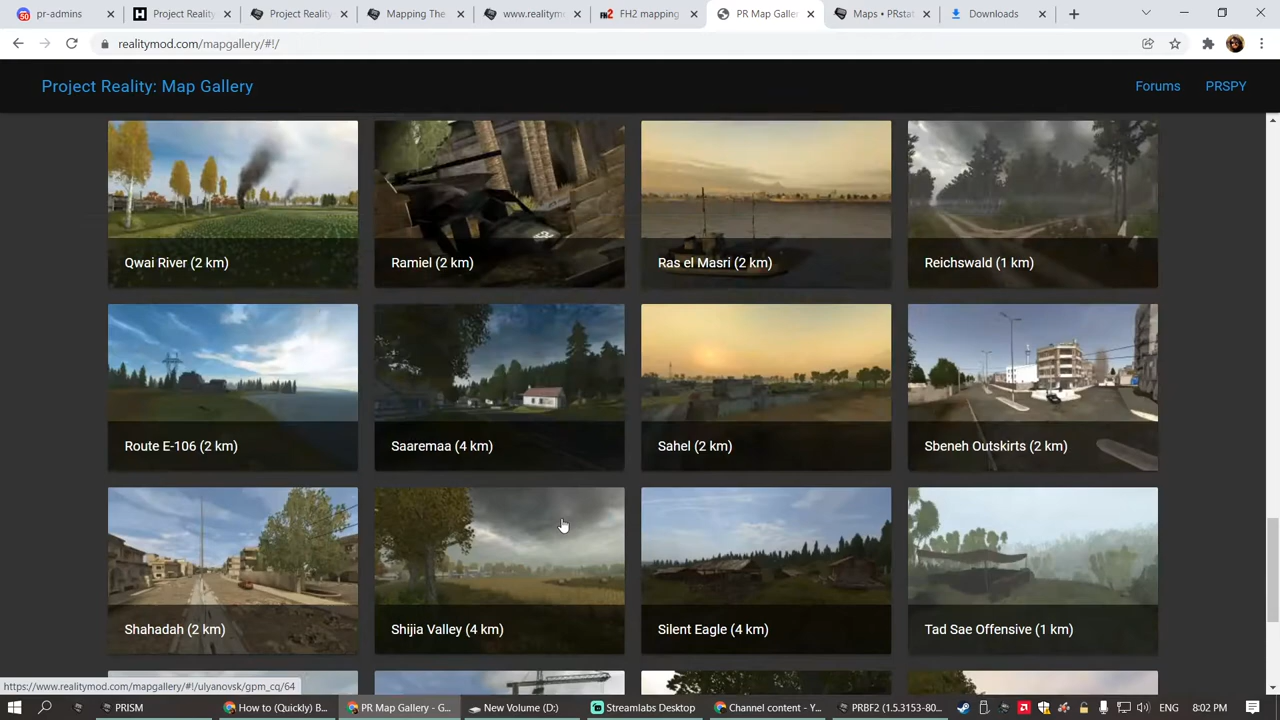 pr-admins
Project Reality
Project Reality
Mapping The
www.realitym
FH2 mapping
PR Map Galler
Maps • PRstat
Downloads
realitymod.com/mapgallery/#!/
Project Reality: Map Gallery
Forums
PRSPY
Qwai River (2 km)
Ramiel (2 km)
Ras el Masri (2 km)
Reichswald (1 km)
Route E-106 (2 km)
Saaremaa (4 km)
Sahel (2 km)
Sbeneh Outskirts (2 km)
Shahadah (2 km)
Shijia Valley (4 km)
Silent Eagle (4 km)
Tad Sae Offensive (1 km)
https://www.realitymod.com/mapgallery/#!/ulyanovsk/gpm_cq/64
PRISM
How to (Quickly) B...
PR Map Gallery - G...
New Volume (D:)
Streamlabs Desktop
Channel content - Y...
PRBF2 (1.5.3153-80...
ENG
8:02 PM